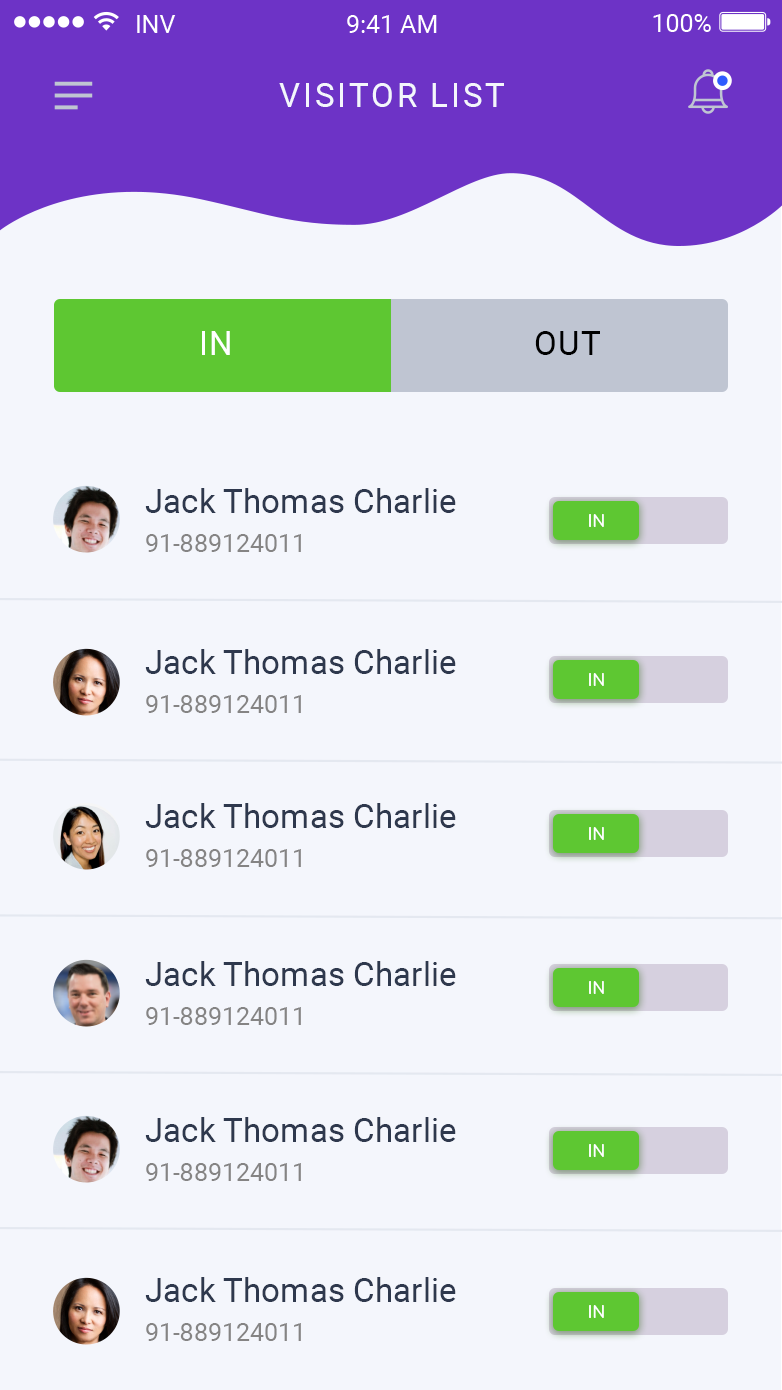 INV 9:41 AM 100%
VISITOR LIST
IN OUT
Jack Thomas Charlie
91-889124011
IN
Jack Thomas Charlie
91-889124011
IN
Jack Thomas Charlie
91-889124011
IN
Jack Thomas Charlie
91-889124011
IN
Jack Thomas Charlie
91-889124011
IN
Jack Thomas Charlie
91-889124011
IN